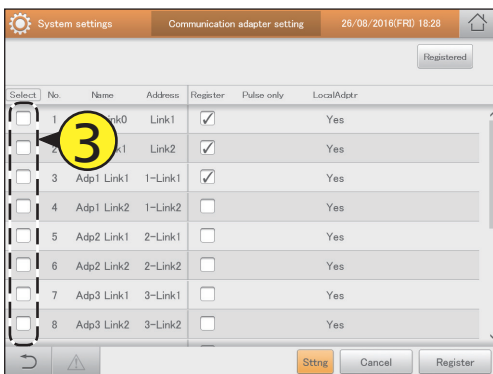 System settings Communication adapter setting 26/08/2016(FRI) 18:28
Registered
Select No. Name Address Register Pulse only LocalAdptr
1 Link1 Yes
2 Link2 Yes
3 Adp1 Link1 1-Link1 Yes
4 Adp1 Link2 1-Link2 Yes
5 Adp2 Link1 2-Link1 Yes
6 Adp2 Link2 2-Link2 Yes
7 Adp3 Link1 3-Link1 Yes
8 Adp3 Link2 3-Link2 Yes
3
Sttng Cancel Register